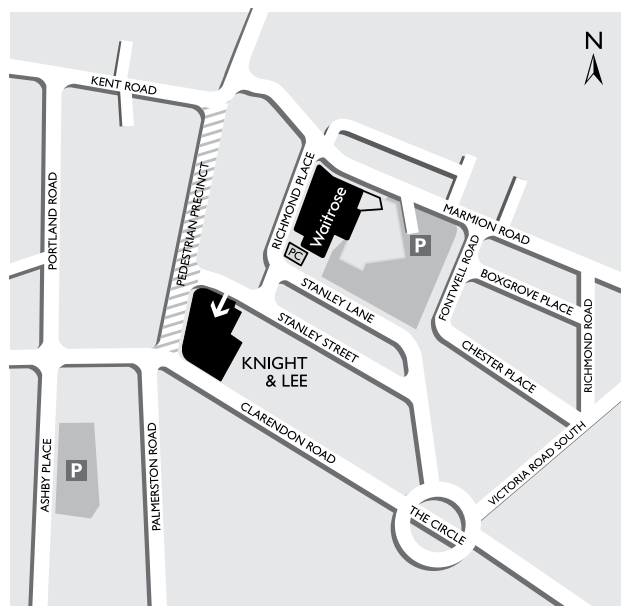 N
KENT ROAD
PORTLAND ROAD
PEDESTRIAN PRECINCT
RICHMOND PLACE
Waitrose
PC
P
MARMION ROAD
FONTWELL ROAD
BOXGROVE PLACE
RICHMOND ROAD
CHESTER PLACE
STANLEY LANE
STANLEY STREET
KNIGHT
& LEE
CLARENDON ROAD
VICTORIA ROAD SOUTH
THE CIRCLE
ASHBY PLACE
P
PALMERSTON ROAD